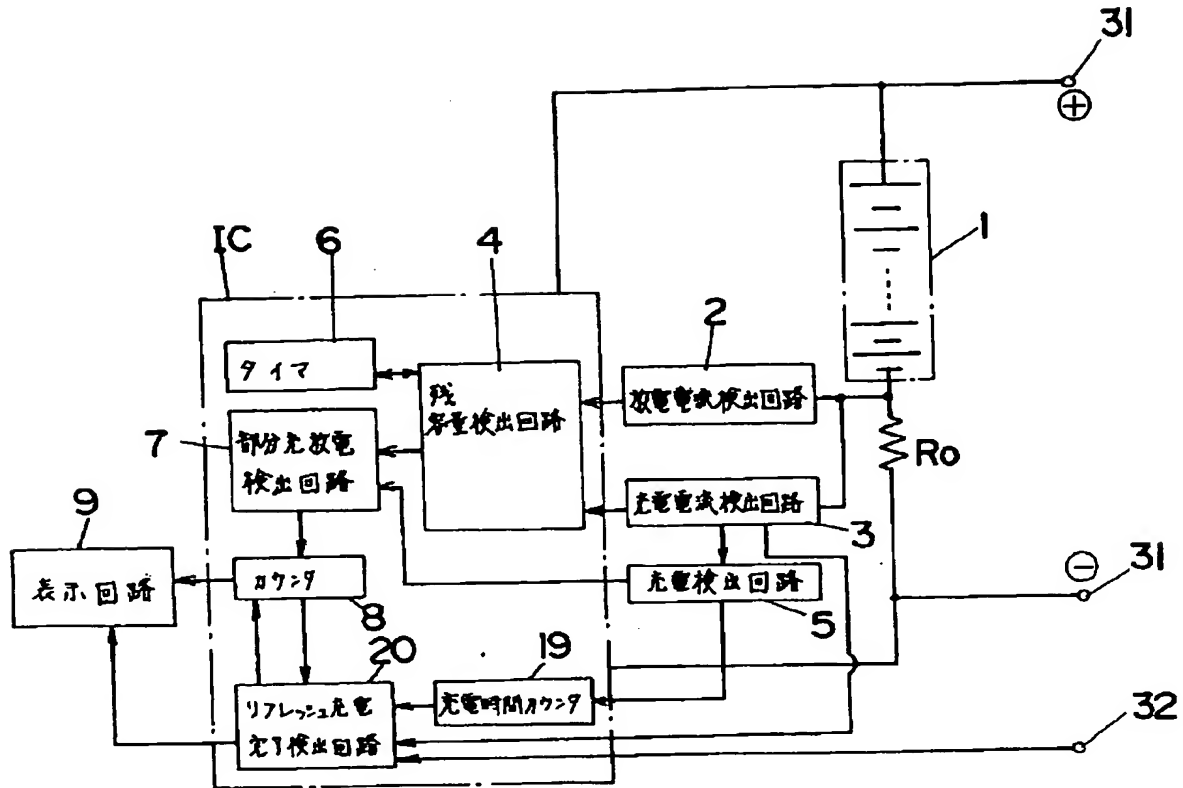 31
⊕
1
IC
6
4
2
タイマ
残
容量検出回路
放電電流検出回路
7
部分充放電
検出回路
Ro
9
充電電流検出回路
3
⊖
31
表示回路
カウンタ
8
充電検出回路
5
20
19
リフレッシュ充電
完了検出回路
充電時間カウンタ
32